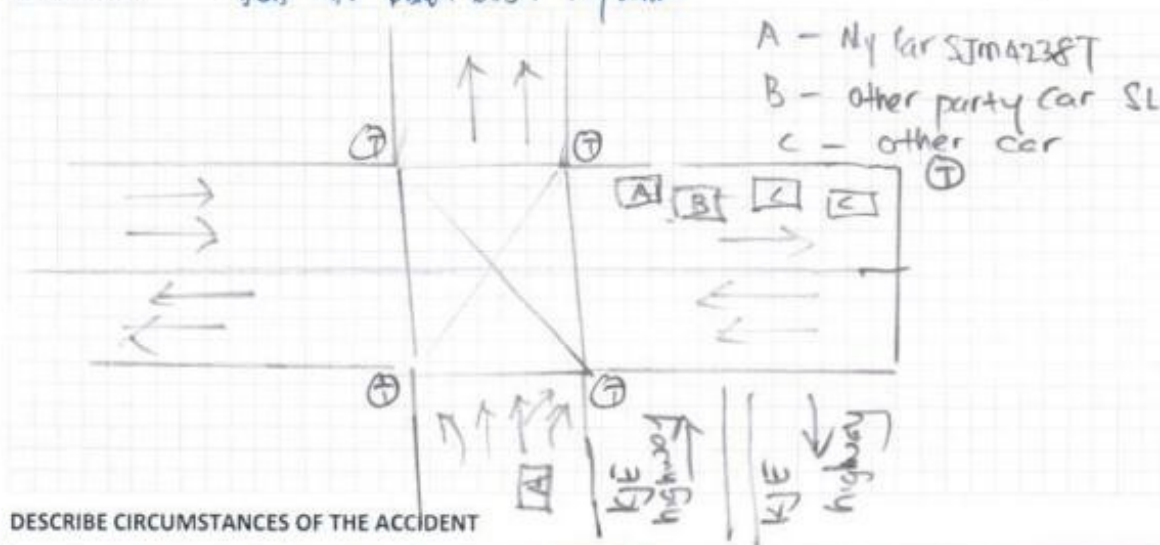 A - My Car SJM4238T
B - other party car SL
C - other car
T
T
T
A
B
C
C
T
T
A
KJE highway
KJE highway
DESCRIBE CIRCUMSTANCES OF THE ACCIDENT